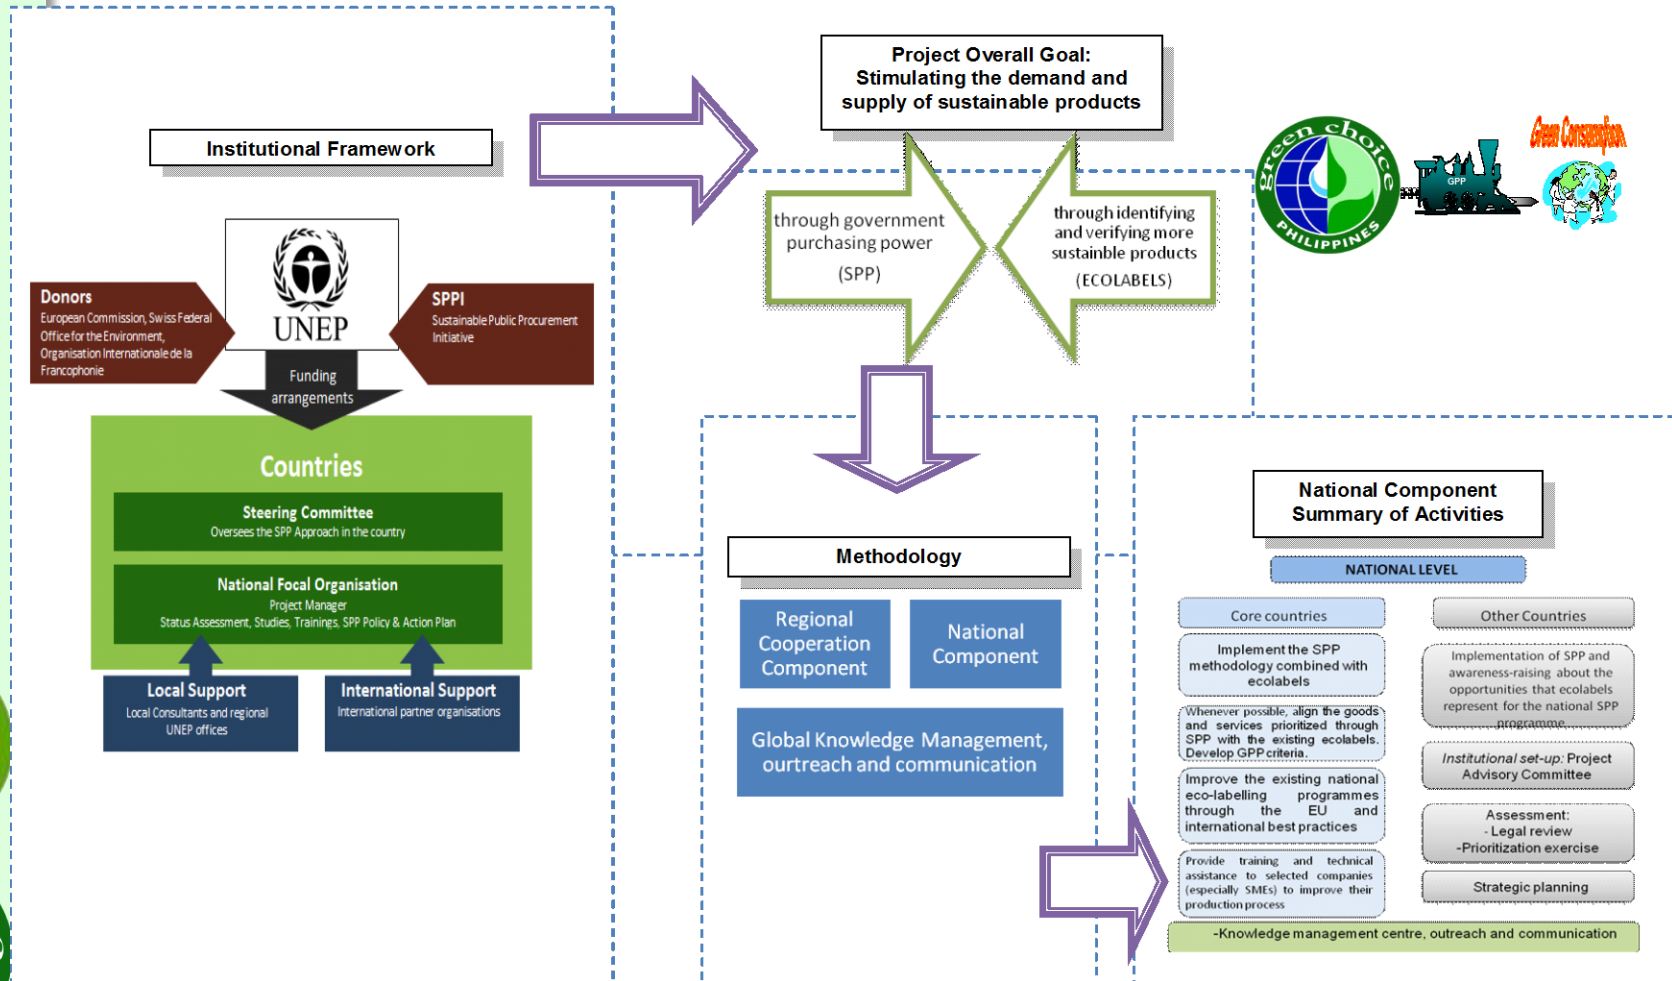 Institutional Framework
UNEP
Donors
European Commission, Swiss Federal
Office for the Environment,
Organisation Internationale de la
Francophonie
SPPI
Sustainable Public Procurement
Initiative
Funding
arrangements
Countries
Steering Committee
Oversees the SPP Approach in the country
National Focal Organisation
Project Manager
Status Assessment, Studies, Trainings, SPP Policy & Action Plan
Local Support
Local Consultants and regional
UNEP offices
International Support
International partner organisations
Project Overall Goal:
Stimulating the demand and
supply of sustainable products
through government
purchasing power
(SPP)
through identifying
and verifying more
sustainble products
(ECOLABELS)
green choice
PHILIPPINES
GPP
Green Consumption
Methodology
Regional
Cooperation
Component
National
Component
Global Knowledge Management,
ourtreach and communication
National Component
Summary of Activities
NATIONAL LEVEL
Core countries
Implement the SPP
methodology combined with
ecolabels
Whenever possible, align the goods
and services prioritized through
SPP with the existing ecolabels.
Develop GPP criteria.
Improve the existing national
eco-labelling programmes
through the EU and
international best practices
Provide training and technical
assistance to selected companies
(especially SMEs) to improve their
production process
Other Countries
Implementation of SPP and
awareness-raising about the
opportunities that ecolabels
represent for the national SPP
programme
Institutional set-up: Project
Advisory Committee
Assessment:
- Legal review
-Prioritization exercise
Strategic planning
-Knowledge management centre, outreach and communication